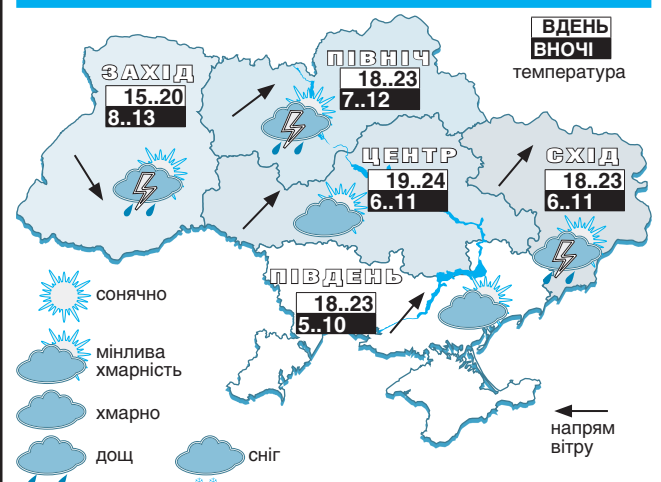 ВДЕНЬ
ВНОЧІ
температура
ПІВНІЧ
18..23
7..12
ЗАХІД
15..20
8..13
ЦЕНТР
19..24
6..11
СХІД
18..23
6..11
ПІВДЕНЬ
18..23
5..10
сонячно
мінлива
хмарність
хмарно
дощ
сніг
напрям
вітру